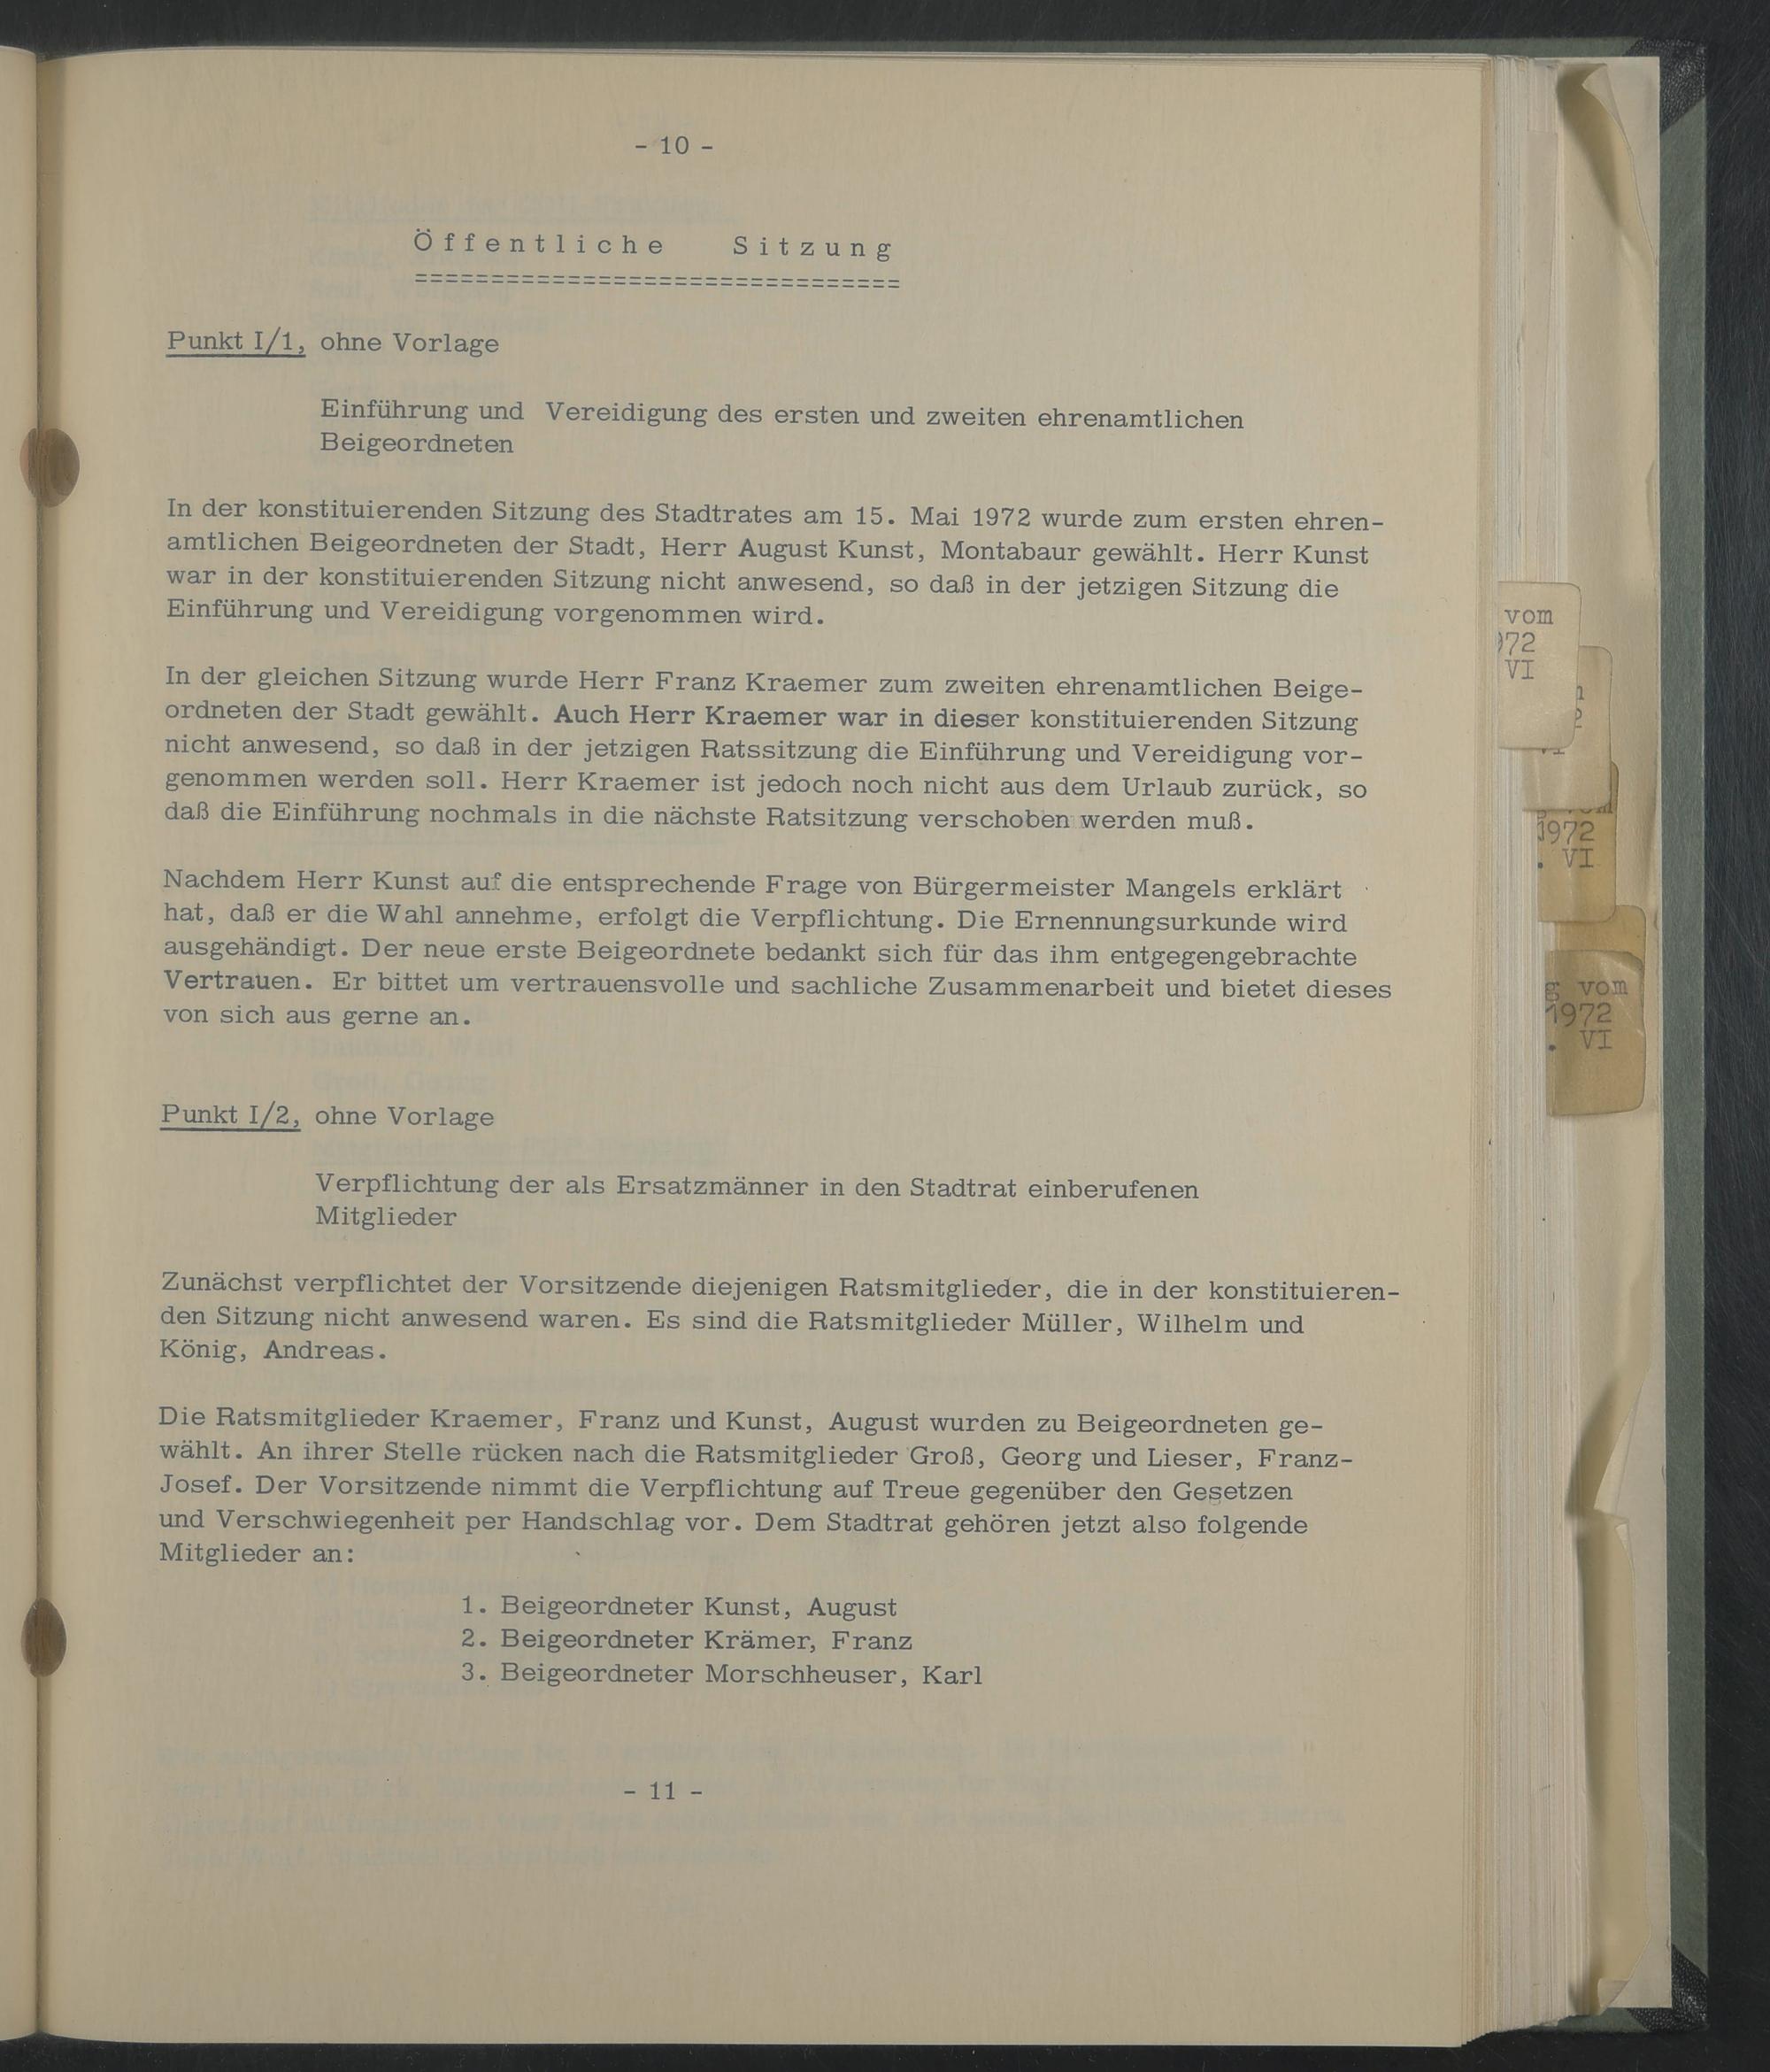 - 10 -
Öffentliche Sitzung
================================
Punkt I/1, ohne Vorlage
Einführung und Vereidigung des ersten und zweiten ehrenamtlichen
Beigeordneten
In der konstituierenden Sitzung des Stadtrates am 15. Mai 1972 wurde zum ersten ehren-
amtlichen Beigeordneten der Stadt, Herr August Kunst, Montabaur gewählt. Herr Kunst
war in der konstituierenden Sitzung nicht anwesend, so daß in der jetzigen Sitzung die
Einführung und Vereidigung vorgenommen wird.
In der gleichen Sitzung wurde Herr Franz Kraemer zum zweiten ehrenamtlichen Beige-
ordneten der Stadt gewählt. Auch Herr Kraemer war in dieser konstituierenden Sitzung
nicht anwesend, so daß in der jetzigen Ratssitzung die Einführung und Vereidigung vor-
genommen werden soll. Herr Kraemer ist jedoch noch nicht aus dem Urlaub zurück, so
daß die Einführung nochmals in die nächste Ratsitzung verschoben werden muß.
Nachdem Herr Kunst auf die entsprechende Frage von Bürgermeister Mangels erklärt
hat, daß er die Wahl annehme, erfolgt die Verpflichtung. Die Ernennungsurkunde wird
ausgehändigt. Der neue erste Beigeordnete bedankt sich für das ihm entgegengebrachte
Vertrauen. Er bittet um vertrauensvolle und sachliche Zusammenarbeit und bietet dieses
von sich aus gerne an.
Punkt I/2, ohne Vorlage
Verpflichtung der als Ersatzmänner in den Stadtrat einberufenen
Mitglieder
Zunächst verpflichtet der Vorsitzende diejenigen Ratsmitglieder, die in der konstituieren-
den Sitzung nicht anwesend waren. Es sind die Ratsmitglieder Müller, Wilhelm und
König, Andreas.
Die Ratsmitglieder Kraemer, Franz und Kunst, August wurden zu Beigeordneten ge-
wählt. An ihrer Stelle rücken nach die Ratsmitglieder Groß, Georg und Lieser, Franz-
Josef. Der Vorsitzende nimmt die Verpflichtung auf Treue gegenüber den Gesetzen
und Verschwiegenheit per Handschlag vor. Dem Stadtrat gehören jetzt also folgende
Mitglieder an:
1. Beigeordneter Kunst, August
2. Beigeordneter Krämer, Franz
3. Beigeordneter Morschheuser, Karl
- 11 -
vom
972
VI
1972
. VI
g vom
1972
. VI